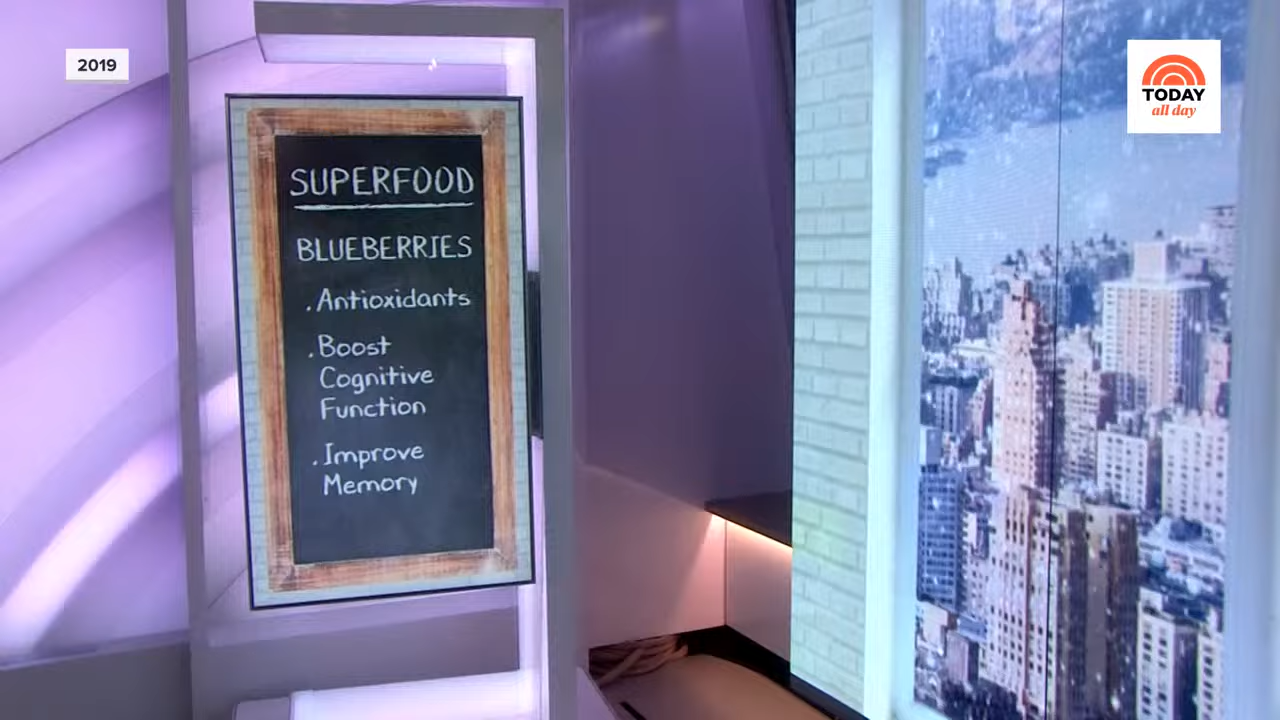 2019
TODAY
all day
SUPERFOOD
BLUEBERRIES
.Antioxidants
.Boost
Cognitive
Function
.Improve
Memory